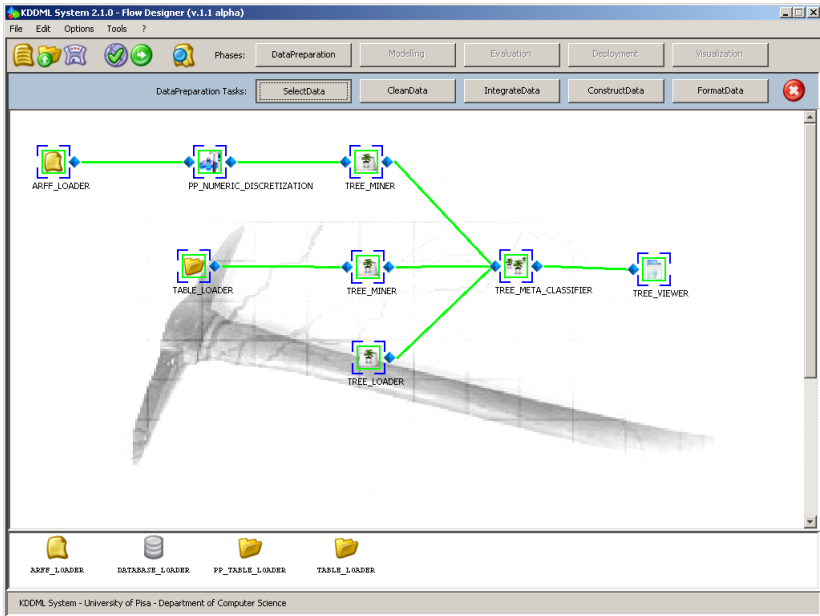 KDDML System 2.1.0 - Flow Designer (v.1.1 alpha)
File Edit Options Tools ?
Phases: DataPreparation Modelling Evaluation Deployment Visualization
DataPreparation Tasks: SelectData CleanData IntegrateData ConstructData FormatData
ARFF_LOADER PP_NUMERIC_DISCRETIZATION TREE_MINER
TABLE_LOADER TREE_MINER TREE_META_CLASSIFIER TREE_VIEWER
TREE_LOADER
ARFF_LOADER DATABASE_LOADER PP_TABLE_LOADER TABLE_LOADER
KDDML System - University of Pisa - Department of Computer Science